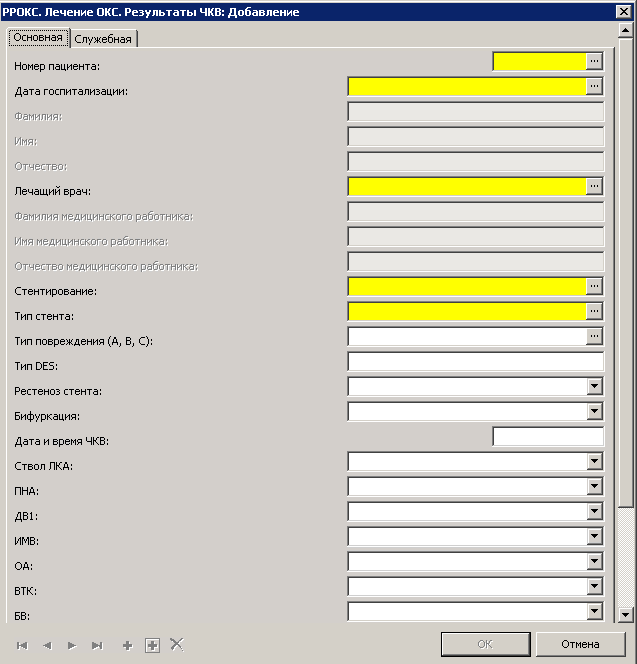 РРОКС. Лечение ОКС. Результаты ЧКВ: Добавление
Основная Служебная
Номер пациента:
Дата госпитализации:
Фамилия:
Имя:
Отчество:
Лечащий врач:
Фамилия медицинского работника:
Имя медицинского работника:
Отчество медицинского работника:
Стентирование:
Тип стента:
Тип повреждения (А, В, С):
Тип DES:
Рестеноз стента:
Бифуркация:
Дата и время ЧКВ:
Ствол ЛКА:
ПНА:
ДВ1:
ИМВ:
ОА:
ВТК:
БВ:
ОК Отмена